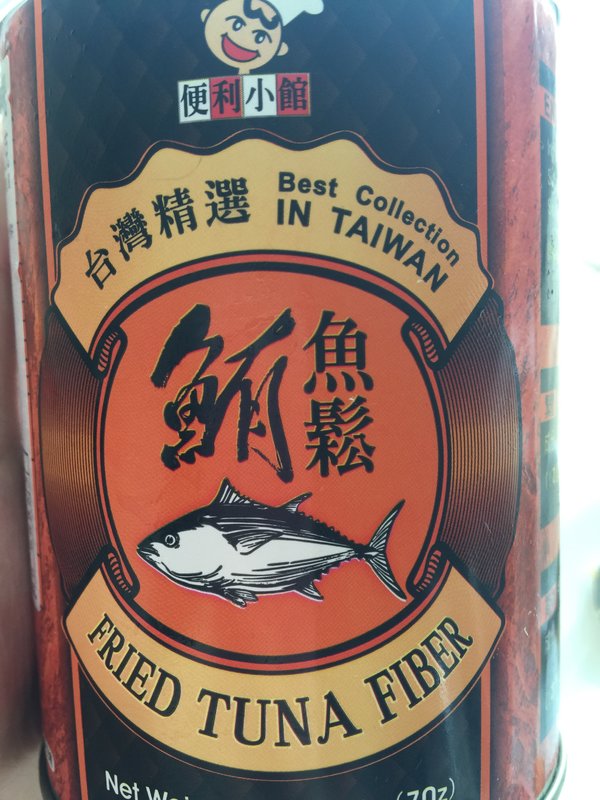 便利小館
台灣精選
Best Collection
IN TAIWAN
鮪魚鬆
FRIED TUNA FIBER
Net (7oz)